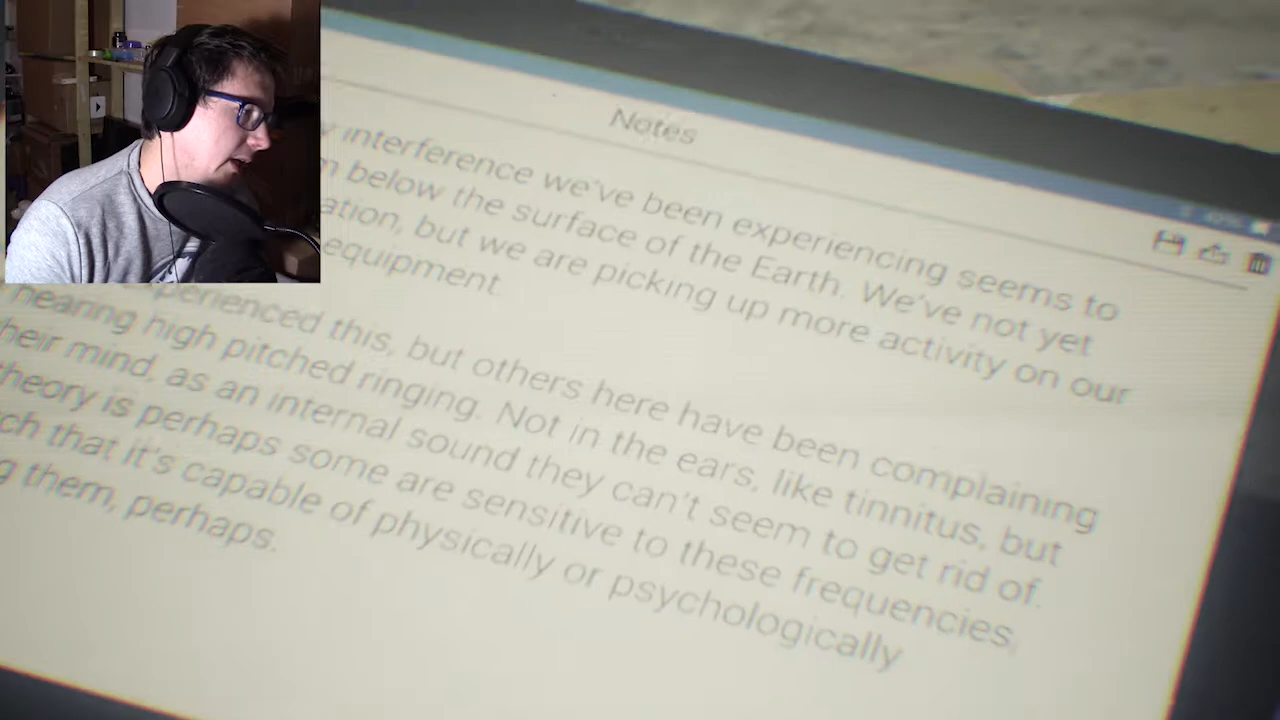 Notes
interference we've been experiencing seems to
below the surface of the Earth. We've not yet
ation, but we are picking up more activity on our
equipment.
perienced this, but others here have been complaining
hearing high pitched ringing. Not in the ears, like tinnitus, but
their mind, as an internal sound they can't seem to get rid of.
theory is perhaps some are sensitive to these frequencies,
ch that it's capable of physically or psychologically
g them, perhaps.